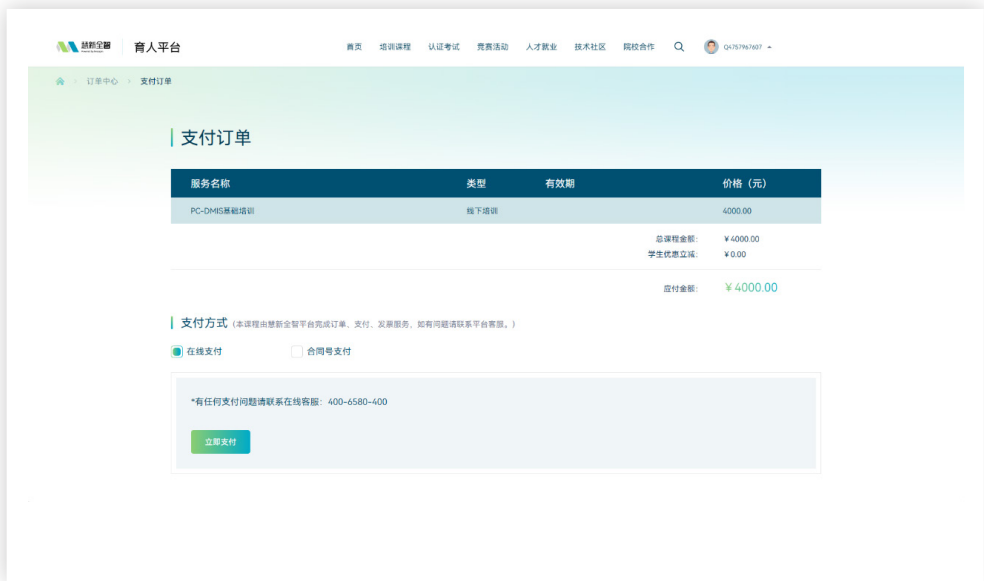 慧新全智 育人平台 首页 培训课程 认证考试 竞赛活动 人才就业 技术社区 院校合作 Q4757967607
订单中心 > 支付订单
支付订单
服务名称 类型 有效期 价格（元）
PC-DMIS基础培训 线下培训 4000.00
总课程金额： ￥4000.00
学生优惠立减： ￥0.00
应付金额： ￥4000.00
支付方式（本课程由慧新全智平台完成订单、支付、发票服务，如有问题请联系平台客服。）
在线支付 合同号支付
*有任何支付问题请联系在线客服：400-6580-400
立即支付